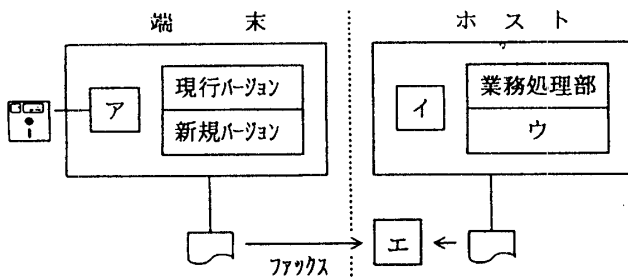 端末
ホスト
ア
現行バージョン
新規バージョン
イ
業務処理部
ウ
ファックス
エ